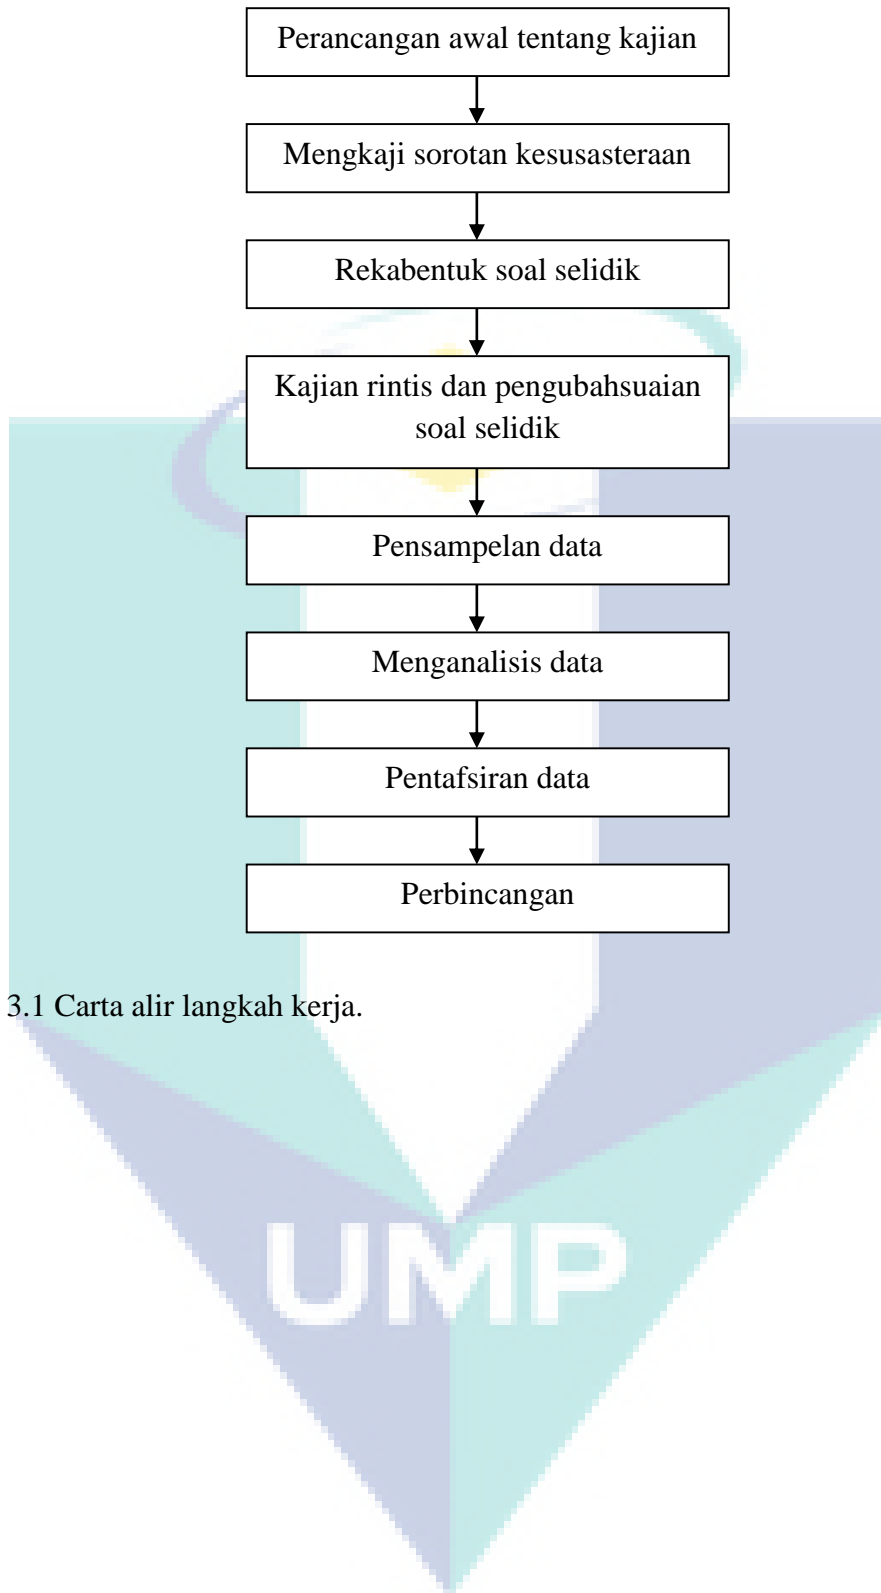 Perancangan awal tentang kajian
Mengkaji sorotan kesusasteraan
Rekabentuk soal selidik
Kajian rintis dan pengubahsuaian
soal selidik
Pensampelan data
Menganalisis data
Pentafsiran data
Perbincangan
3.1 Carta alir langkah kerja.
UMP